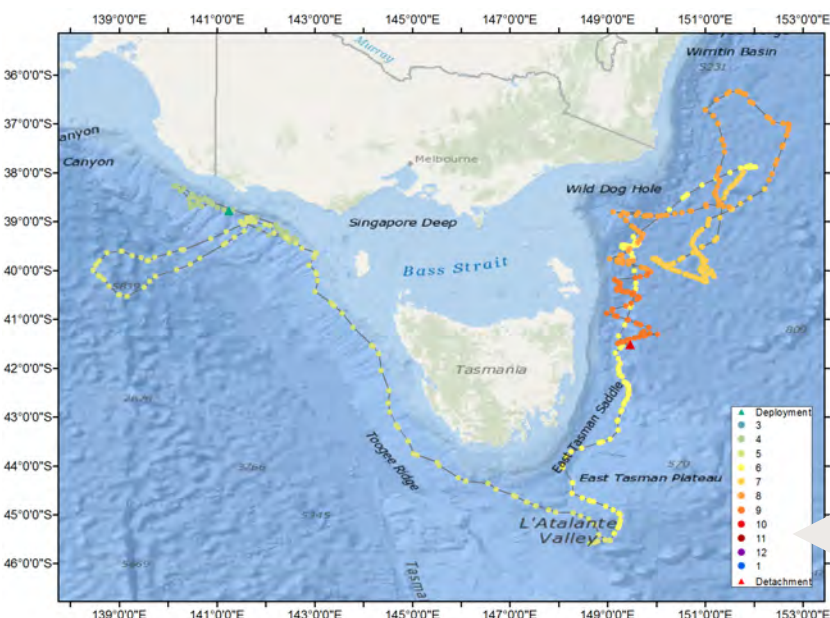 139°0'0"E 141°0'0"E 143°0'0"E 145°0'0"E 147°0'0"E 149°0'0"E 151°0'0"E 153°0'0"E
36°0'0"S
37°0'0"S
38°0'0"S
39°0'0"S
40°0'0"S
41°0'0"S
42°0'0"S
43°0'0"S
44°0'0"S
45°0'0"S
46°0'0"S
Murray
Wirritin Basin
5231
anyon
Canyon
Melbourne
Wild Dog Hole
Singapore Deep
Bass Strait
809
Tasmania
East Tasman Saddle
Toogee Ridge
570
East Tasman Plateau
L'Atalante
Valley
5345
Tasma
Deployment
3
4
5
6
7
8
9
10
11
12
1
Detachment
139°0'0"E 141°0'0"E 143°0'0"E 145°0'0"E 147°0'0"E 149°0'0"E 151°0'0"E 153°0'0"E